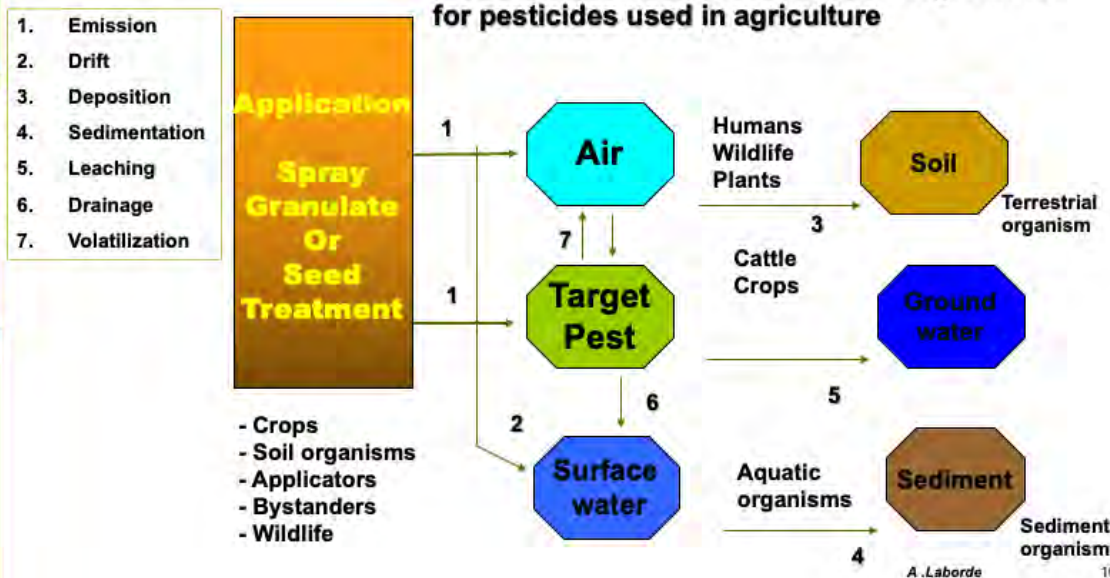 for pesticides used in agriculture
1. Emission
2. Drift
3. Deposition
4. Sedimentation
5. Leaching
6. Drainage
7. Volatilization
Application
Spray
Granulate
Or
Seed
Treatment
- Crops
- Soil organisms
- Applicators
- Bystanders
- Wildlife
1
1
2
Air
7
Target
Pest
6
Surface
water
Humans
Wildlife
Plants
3
Cattle
Crops
5
Aquatic
organisms
4
Soil
Terrestrial
organism
Ground
water
Sediment
Sediment
organism
A .Laborde